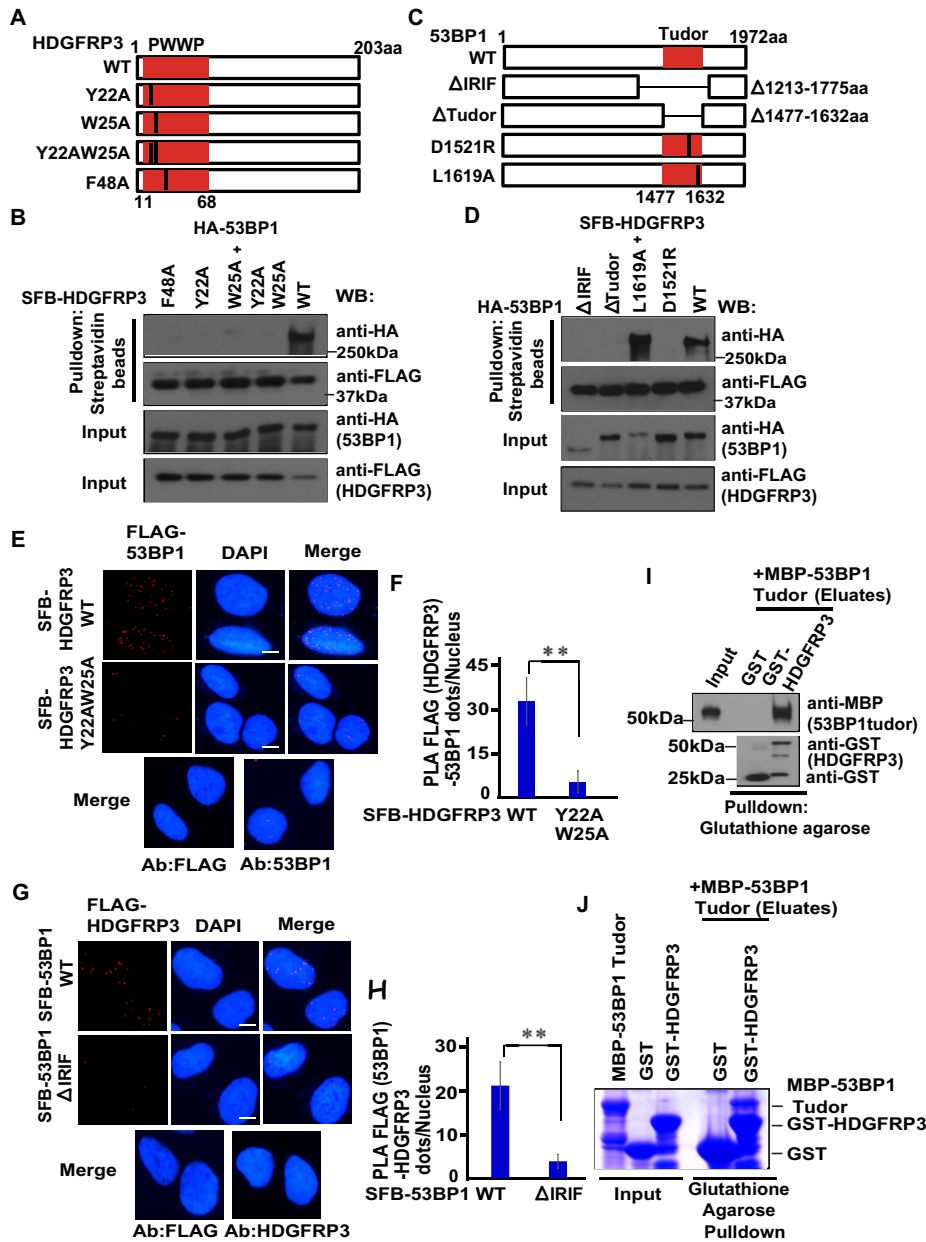 A
HDGFRP3 1 PWWP 203aa
WT
Y22A
W25A
Y22AW25A
F48A
11 68
C
53BP1 1 Tudor 1972aa
WT
ΔIRIF Δ1213-1775aa
ΔTudor Δ1477-1632aa
D1521R
L1619A
1477 1632
B
HA-53BP1
+
SFB-HDGFRP3 F48A Y22A W25A Y22A W25A WT WB:
Pulldown:
Streptavidin
beads
anti-HA
250kDa
anti-FLAG
37kDa
Input anti-HA
(53BP1)
Input anti-FLAG
(HDGFRP3)
D
SFB-HDGFRP3
+
HA-53BP1 ΔIRIF ΔTudor L1619A D1521R WT WB:
Pulldown:
Streptavidin
beads
anti-HA
250kDa
anti-FLAG
37kDa
Input anti-HA
(53BP1)
Input anti-FLAG
(HDGFRP3)
E
FLAG-
53BP1 DAPI Merge
SFB-
HDGFRP3
WT
SFB-
HDGFRP3
Y22AW25A
Merge
Ab:FLAG Ab:53BP1
F
PLA FLAG (HDGFRP3)
-53BP1 dots/Nucleus
45
30
15
0
**
SFB-HDGFRP3 WT Y22A
W25A
I
+MBP-53BP1
Tudor (Eluates)
Input GST GST-
HDGFRP3
50kDa anti-MBP
(53BP1tudor)
50kDa anti-GST
(HDGFRP3)
25kDa anti-GST
Pulldown:
Glutathione agarose
G
FLAG-
HDGFRP3 DAPI Merge
SFB-53BP1
WT
SFB-53BP1
ΔIRIF
Merge
Ab:FLAG Ab:HDGFRP3
H
PLA FLAG (53BP1)
-HDGFRP3
dots/Nucleus
40
20
10
0
**
SFB-53BP1 WT ΔIRIF
J
+MBP-53BP1
Tudor (Eluates)
MBP-53BP1 Tudor
GST
GST-HDGFRP3
GST
GST-HDGFRP3
MBP-53BP1
Tudor
GST-HDGFRP3
GST
Input Glutathione
Agarose
Pulldown